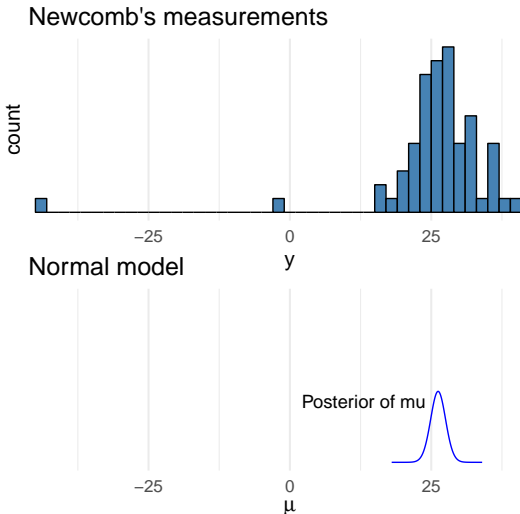 Newcomb's measurements
count
−25 0 25
y
Normal model
Posterior of mu
−25 0 25
μ